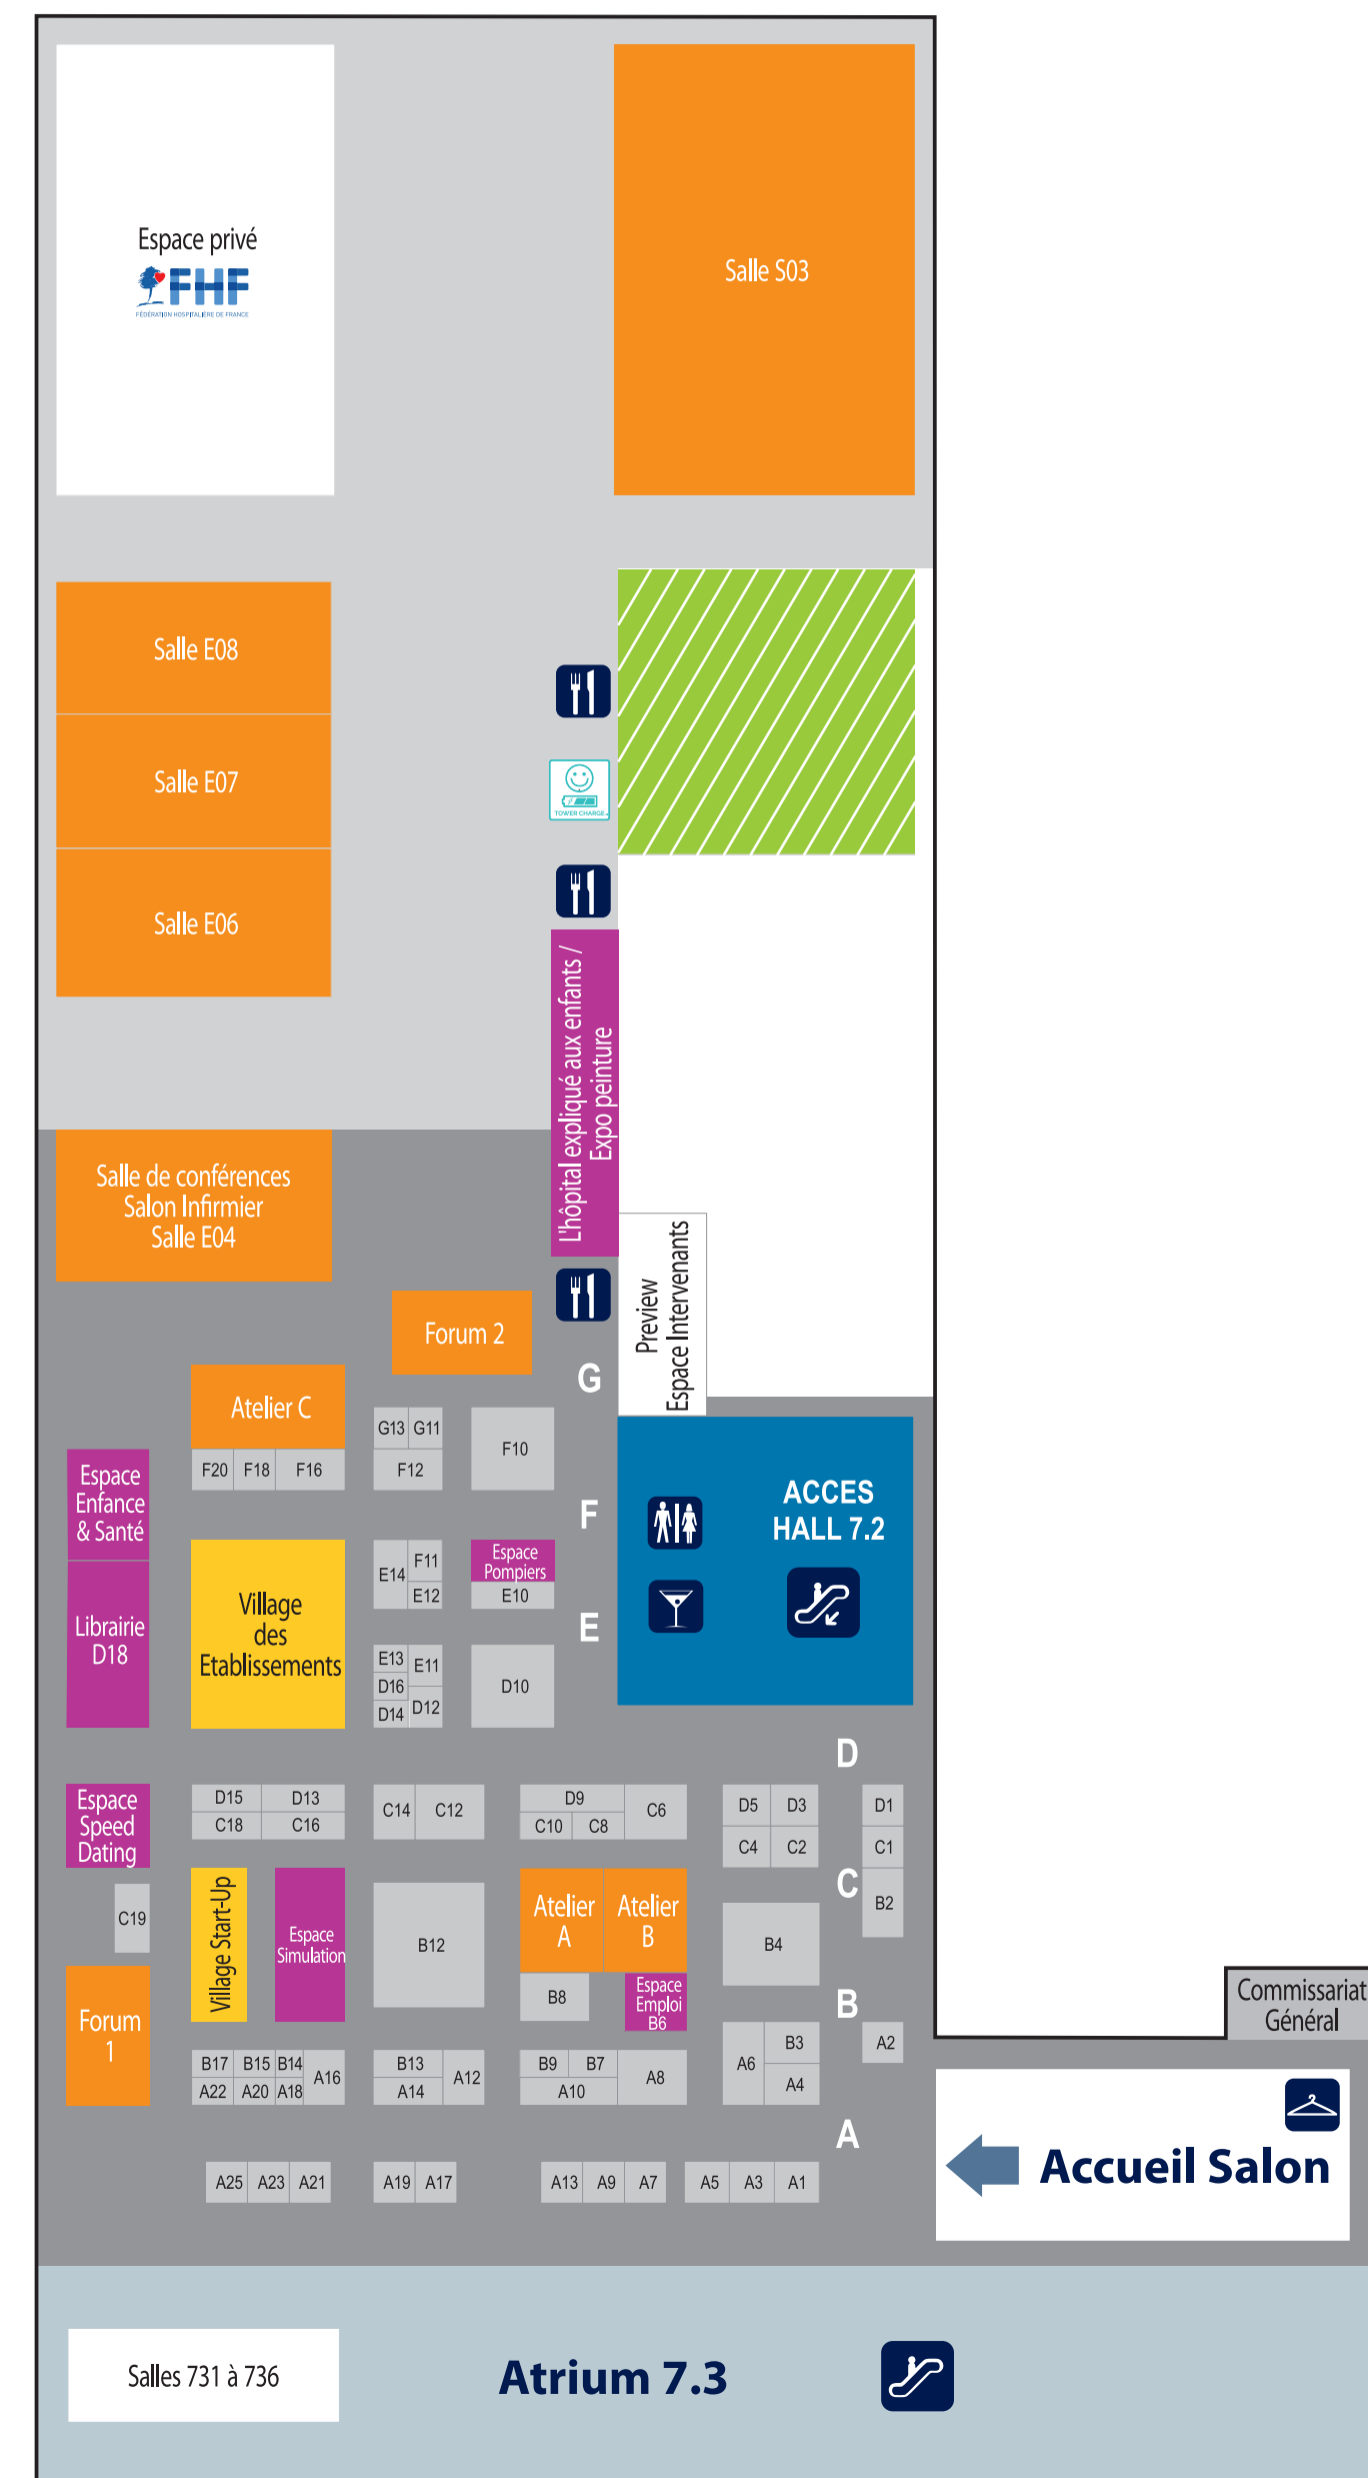 Espace privé
FHF
FÉDÉRATION HOSPITALIÈRE DE FRANCE
Salle S03
Salle E08
Salle E07
TOWER CHARGE
Salle E06
L'hôpital expliqué aux enfants /
Expo peinture
Salle de conférences
Salon Infirmier
Salle E04
Preview
Espace Intervenants
Forum 2
G
Atelier C
G13 G11
F10
F20 F18 F16
F12
Espace
Enfance
& Santé
ACCES
HALL 7.2
F
Village
des
Etablissements
E14
F11
E12
Espace
Pompiers
E10
Librairie
D18
E
E13
E11
D16
D14
D12
D10
D
Espace
Speed
Dating
D15 D13
C18 C16
C14 C12
D9
C10 C8
C6
D5 D3
C4 C2
D1
C1
C
B2
C19
Village Start-Up
Espace
Simulation
B12
Atelier
A
Atelier
B
B4
B8
Espace
Emploi
B6
B
Forum
1
B17 B15 B14
A22 A20 A18
A16
B13
A14
A12
B9 B7
A10
A8
A6
B3
A4
A2
Commissariat
Général
A
Accueil Salon
A25 A23 A21
A19 A17
A13 A9 A7
A5 A3 A1
Salles 731 à 736
Atrium 7.3